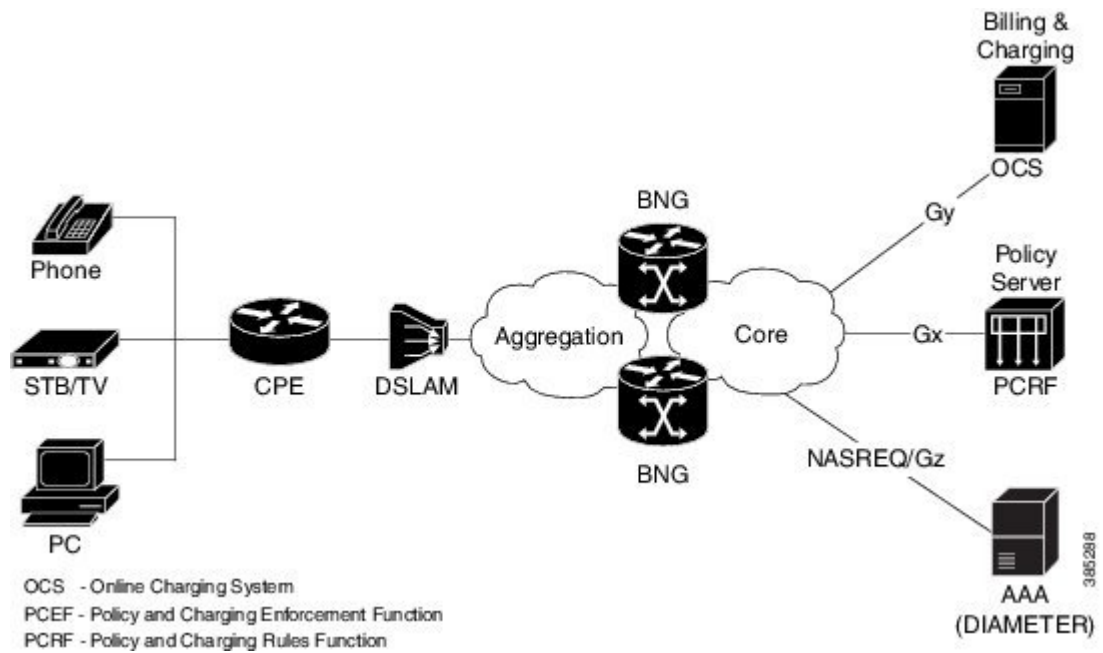 Billing &
Charging
OCS
BNG
Gy
Phone
Policy
Server
Aggregation
Core
Gx
STB/TV
CPE
DSLAM
PCRF
BNG
NASREQ/Gz
PC
385288
AAA
(DIAMETER)
OCS - Online Charging System
PCEF - Policy and Charging Enforcement Function
PCRF - Policy and Charging Rules Function